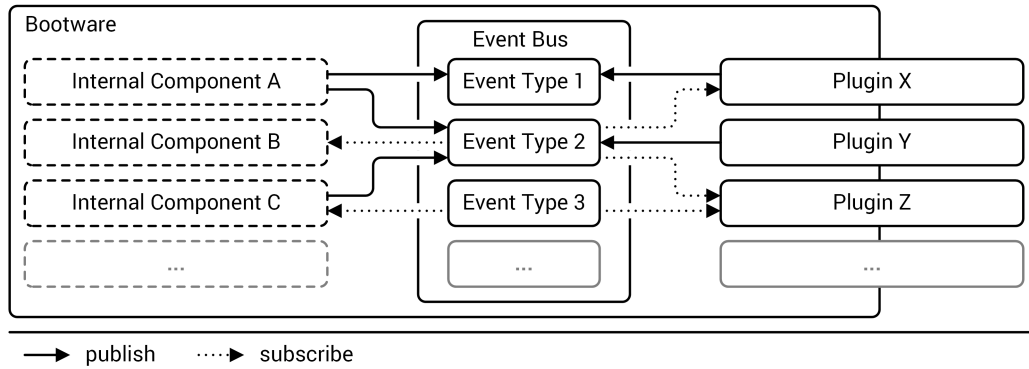 Bootware
Event Bus
Internal Component A
Event Type 1
Plugin X
Internal Component B
Event Type 2
Plugin Y
Internal Component C
Event Type 3
Plugin Z
...
...
...
publish
subscribe